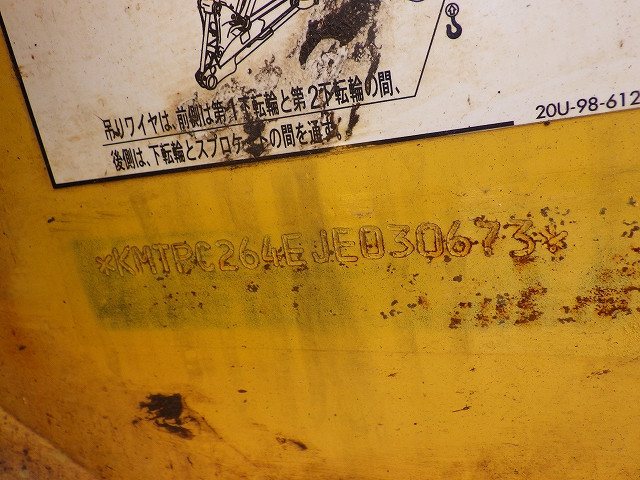 吊りワイヤは、前側は第1下転輪と第2下転輪の間、
後側は、下転輪とスプロケットの間を通す。
20U-98-612
*KMTPC264EJE030673*